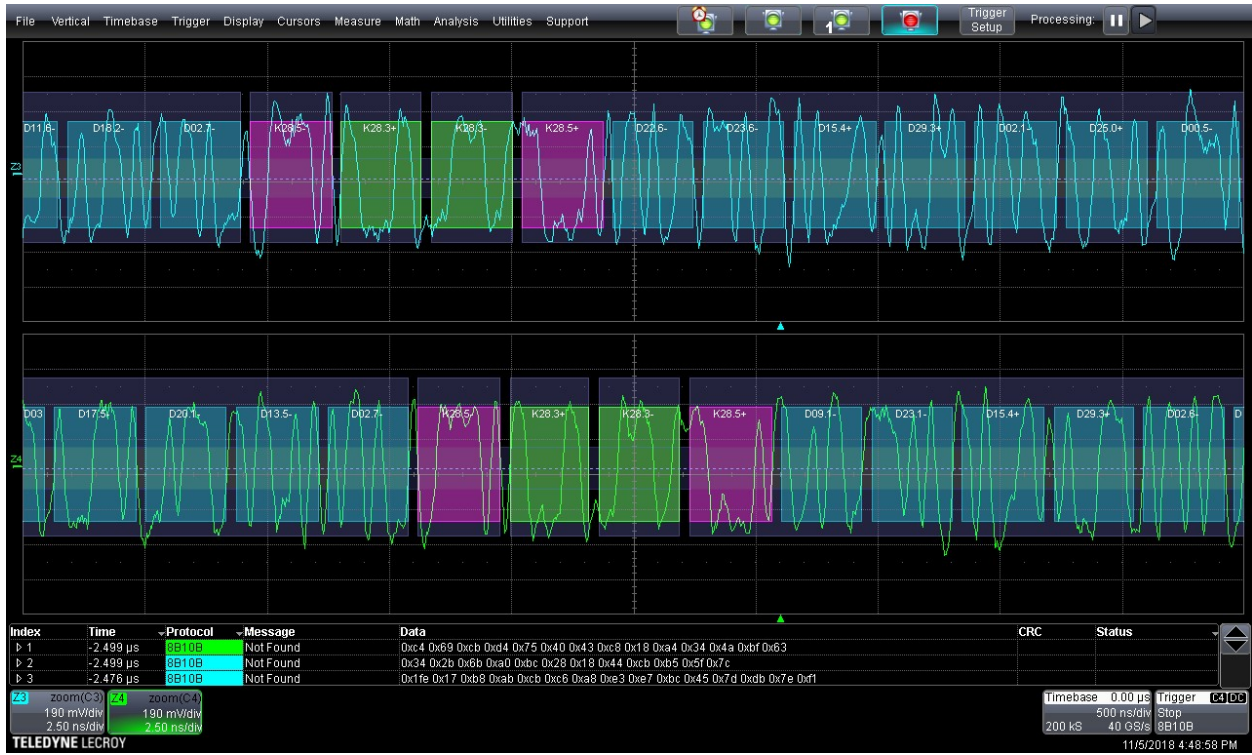 File Vertical Timebase Trigger Display Cursors Measure Math Analysis Utilities Support
1
Trigger
Setup
Processing:
D11.6- D18.2- D02.7- K28.5- K28.3+ K28.3- K28.5+ D22.6- D23.6- D15.4+ D29.3+ D02.1- D25.0+ D00.5-
Z3
D03 D17.5- D20.1- D13.5- D02.7- K28.5- K28.3+ K28.3- K28.5+ D09.1- D23.1- D15.4+ D29.3+ D02.6- D
Z4
Index Time Protocol Message Data CRC Status
1 -2.499 µs 8B10B Not Found 0xc4 0x69 0xcb 0xd4 0x75 0x40 0x43 0xc8 0x18 0xa4 0x34 0x4a 0xbf 0x63
2 -2.499 µs 8B10B Not Found 0x34 0x2b 0x6b 0xa0 0xbc 0x28 0x18 0x44 0xcb 0xb5 0x5f 0x7c
3 -2.476 µs 8B10B Not Found 0x1fe 0x17 0xb8 0xab 0xcb 0xc6 0xa8 0xe3 0xe7 0xbc 0x45 0x7d 0xdb 0x7e 0xf1
Z3 zoom(C3) Z4 zoom(C4) Timebase 0.00 µs Trigger C4 DC
190 mV/div 190 mV/div 500 ns/div Stop
2.50 ns/div 2.50 ns/div 200 kS 40 GS/s 8B10B
TELEDYNE LECROY 11/5/2018 4:48:58 PM